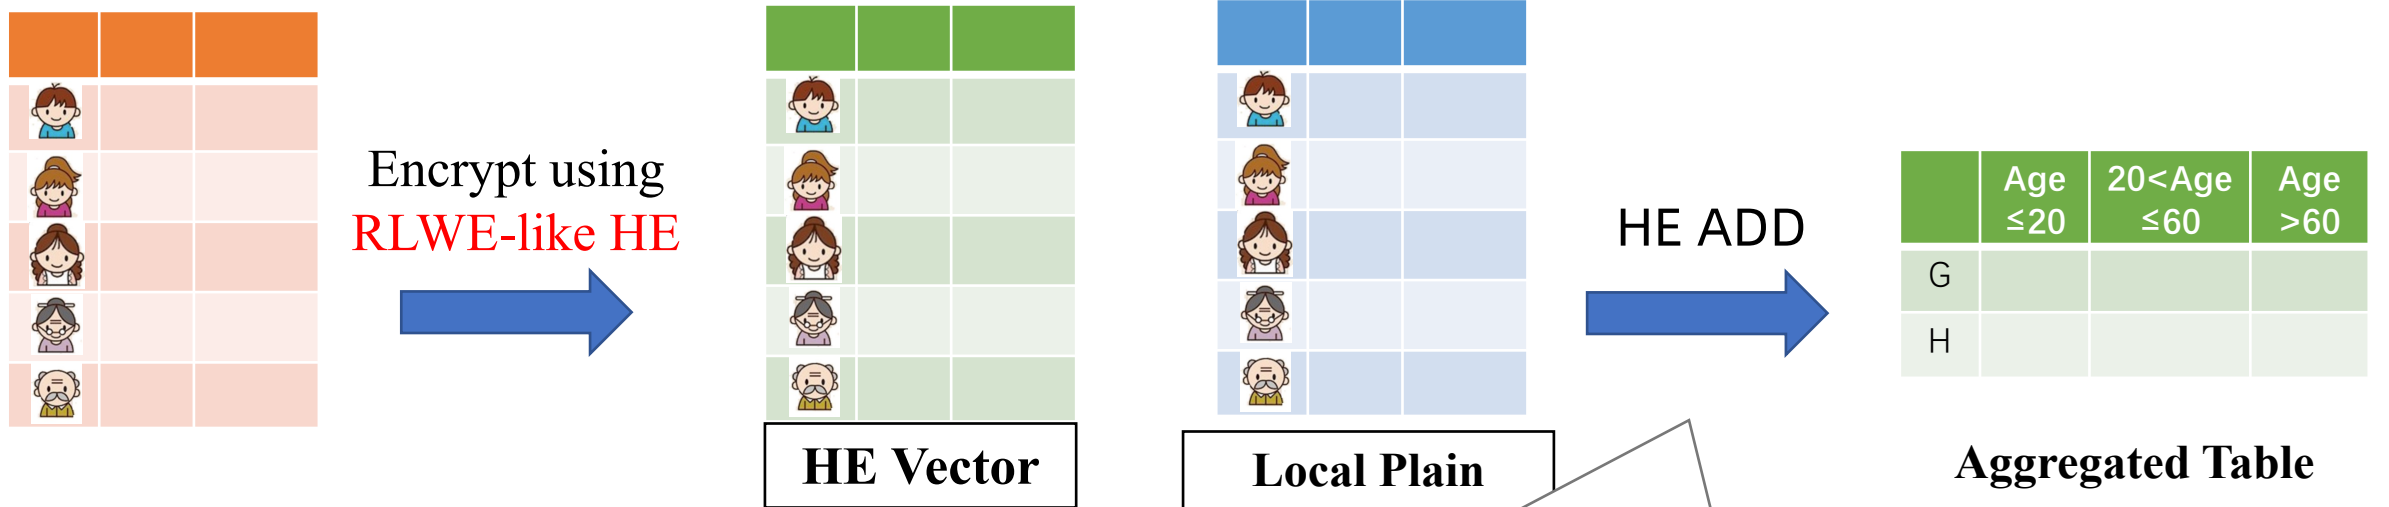 Encrypt using
RLWE-like HE
HE Vector
Local Plain
HE ADD
Age
≤20
20<Age
≤60
Age
>60
G
H
Aggregated Table